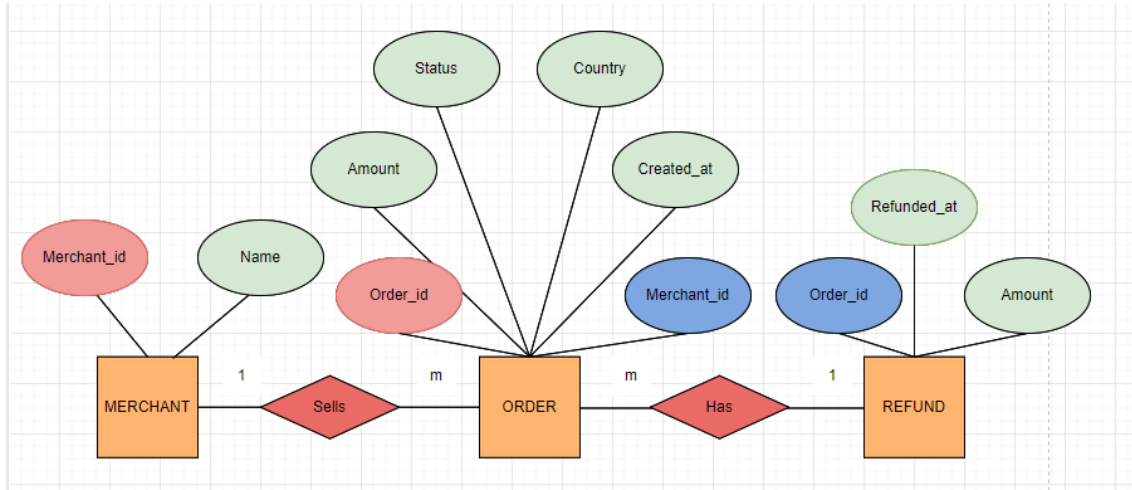 Status
Country
Amount
Created_at
Refunded_at
Merchant_id
Name
Order_id
Merchant_id
Order_id
Amount
1
m
m
1
MERCHANT
Sells
ORDER
Has
REFUND